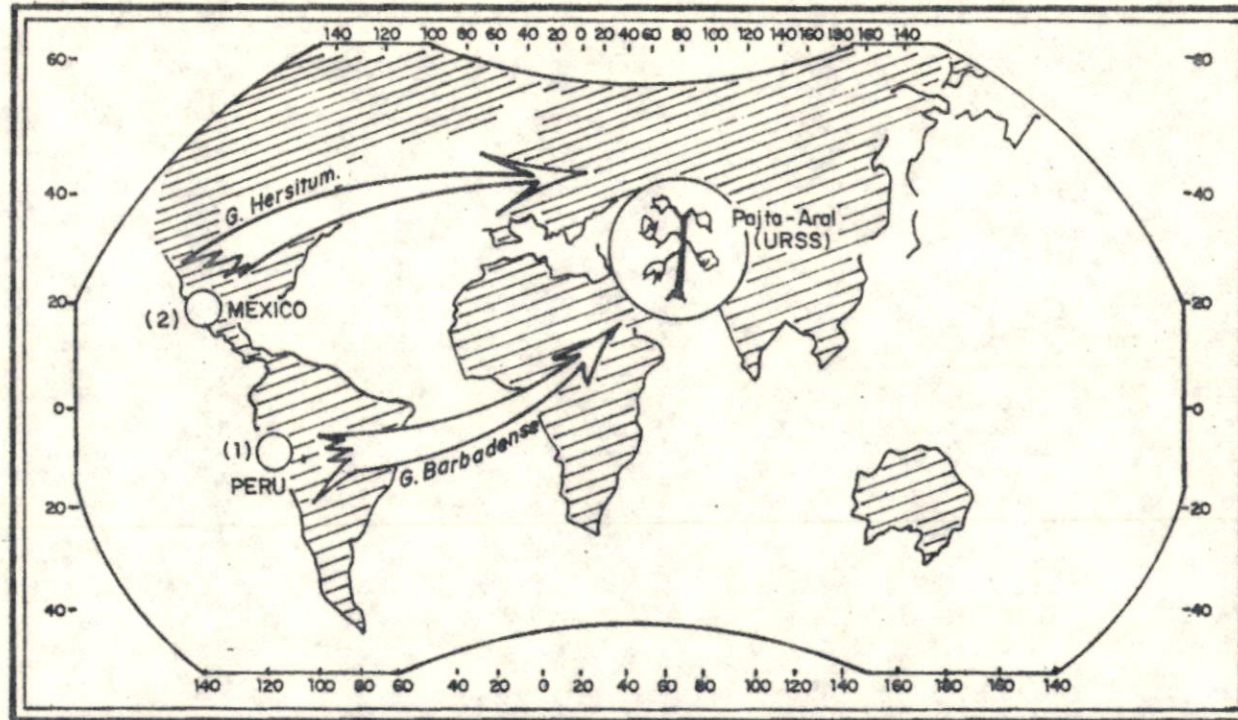 140 120 100 80 60 40 20 0 20 40 60 80 100 120 140 160 180 160 140
60 60
40 40
G. Hersitum.
Pajta-Aral
(URSS)
20 20
(2) MEXICO
0 0
(1)
PERU
G. Barbadense
20 20
40 40
140 120 100 80 60 40 20 0 20 40 60 80 100 120 140 160 160 140